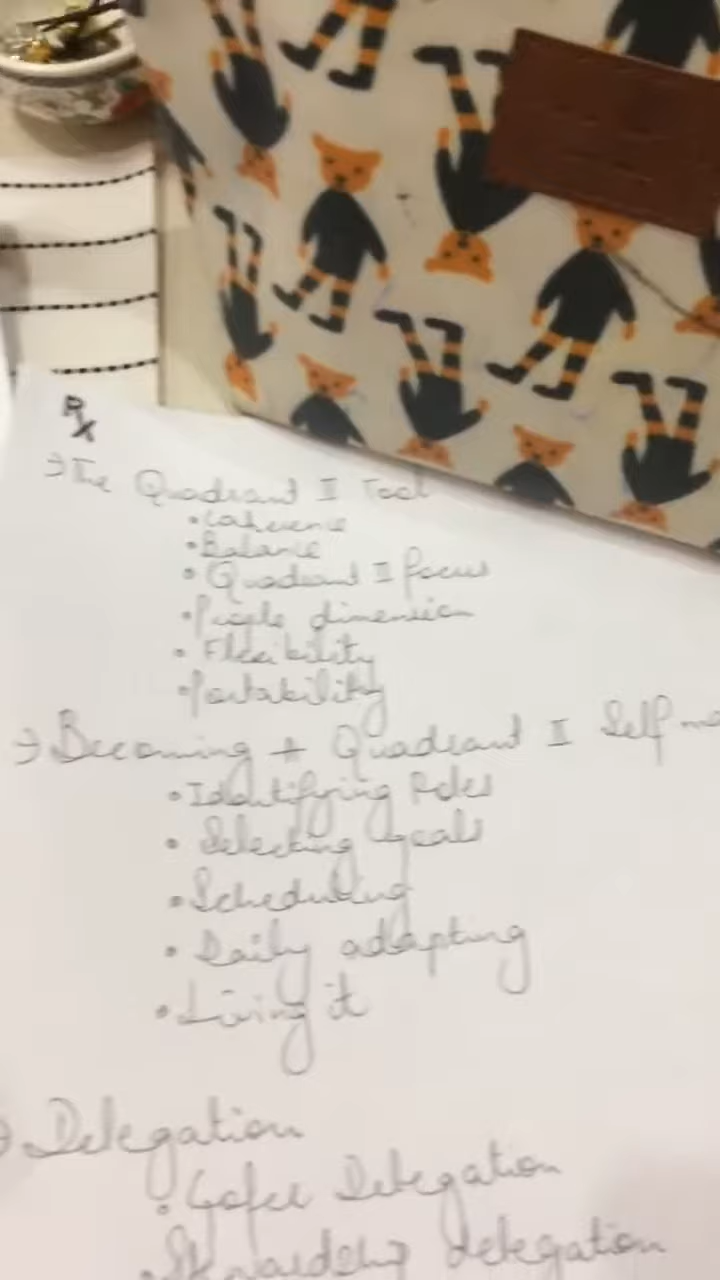 Rx
→ The Quadrant II Tool
• Coherence
• Balance
• Quadrant II focus
• People dimension
• Flexibility
• Portability
→ Becoming A Quadrant II Self
• Identifying Roles
• Selecting goals
• Scheduling
• Daily adapting
• Living it
Delegation
• Gofer Delegation
• Stewardship delegation